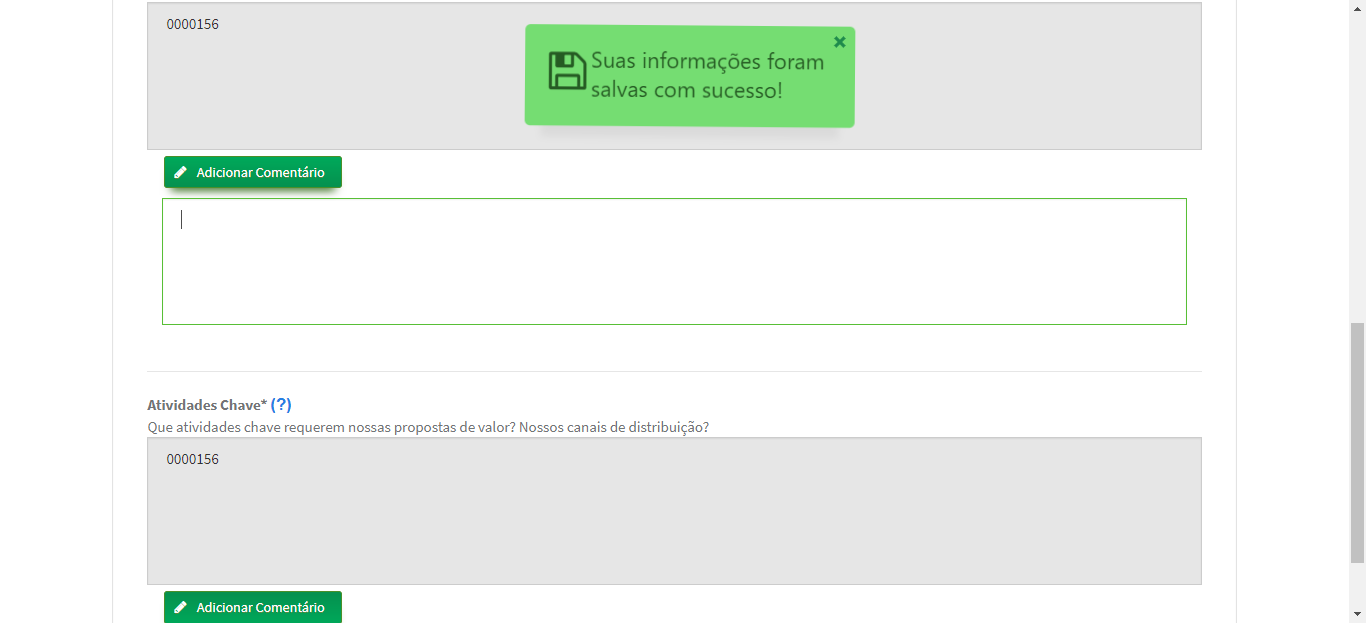 0000156
Suas informações foram
salvas com sucesso!
Adicionar Comentário
Atividades Chave* (?)
Que atividades chave requerem nossas propostas de valor? Nossos canais de distribuição?
0000156
Adicionar Comentário